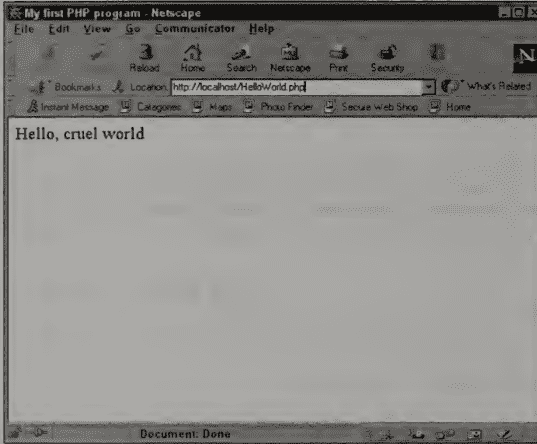 My first PHP program - Netscape
File Edit View Go Communicator Help
Reload Home Search Netscape Print Security
N
Bookmarks Location: http://localhost/HelloWorld.php What's Related
Instant Message Categories Maps Photo Finder Secure Web Shop Home
Hello, cruel world
Document: Done